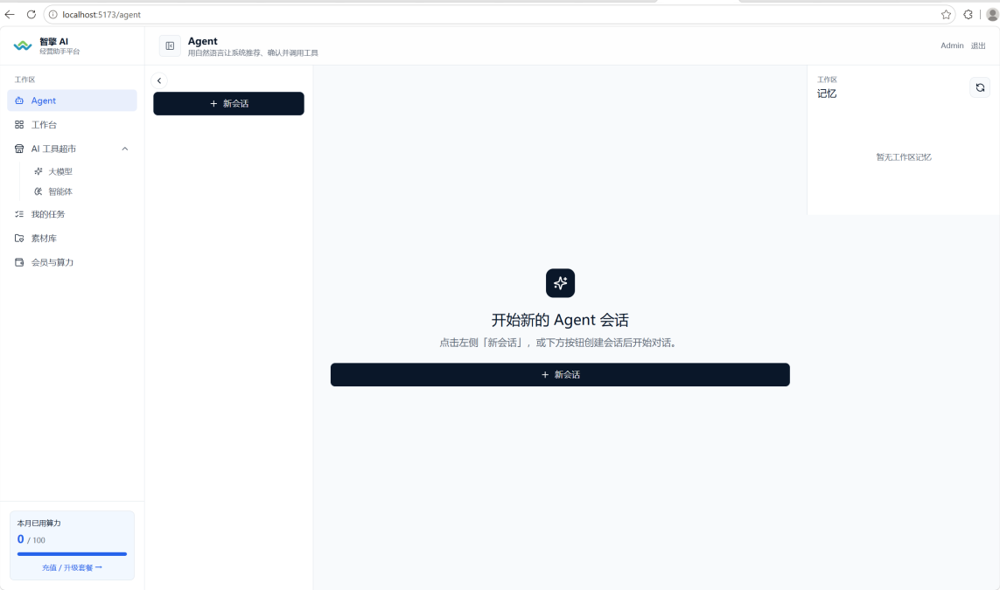 localhost:5173/agent
智擎 AI
经营助手平台
Agent
用自然语言让系统推荐、确认并调用工具
Admin
退出
工作区
Agent
工作台
AI 工具超市
大模型
智能体
我的任务
素材库
会员与算力
本月已用算力
0 / 100
充值 / 升级套餐 →
+ 新会话
开始新的 Agent 会话
点击左侧「新会话」，或下方按钮创建会话后开始对话。
+ 新会话
工作区
记忆
暂无工作区记忆